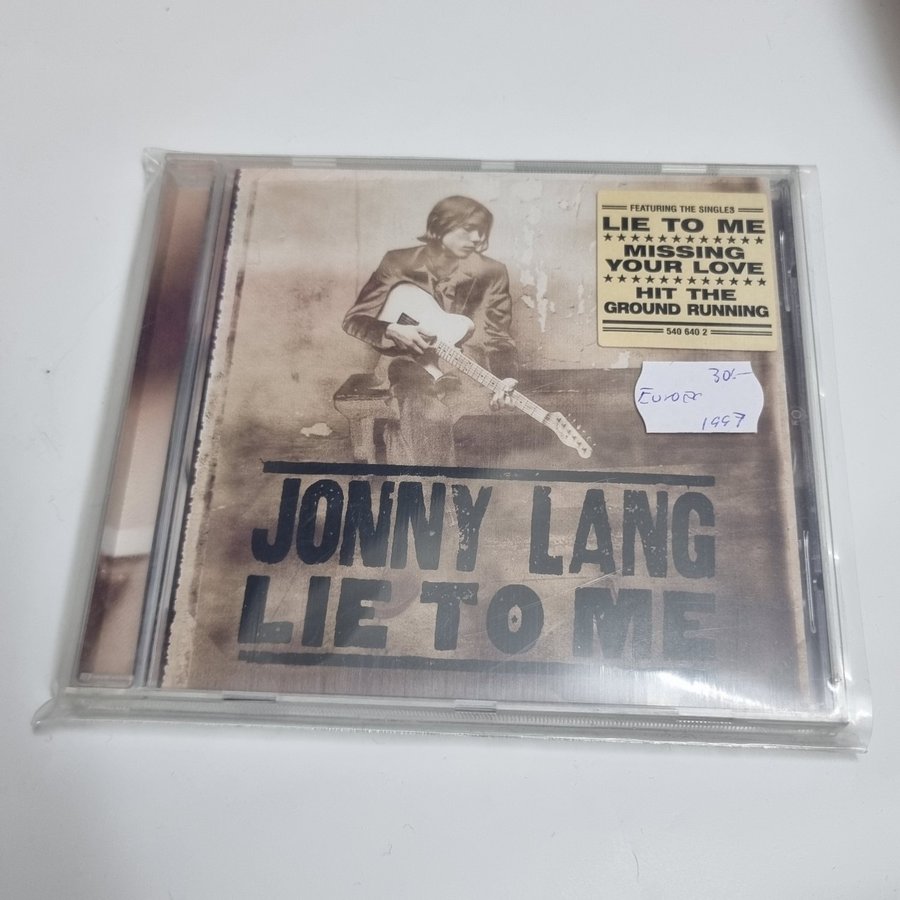 FEATURING THE SINGLES
LIE TO ME
MISSING
YOUR LOVE
HIT THE
GROUND RUNNING
540 640 2
30,-
1997
JONNY LANG
LIE TO ME